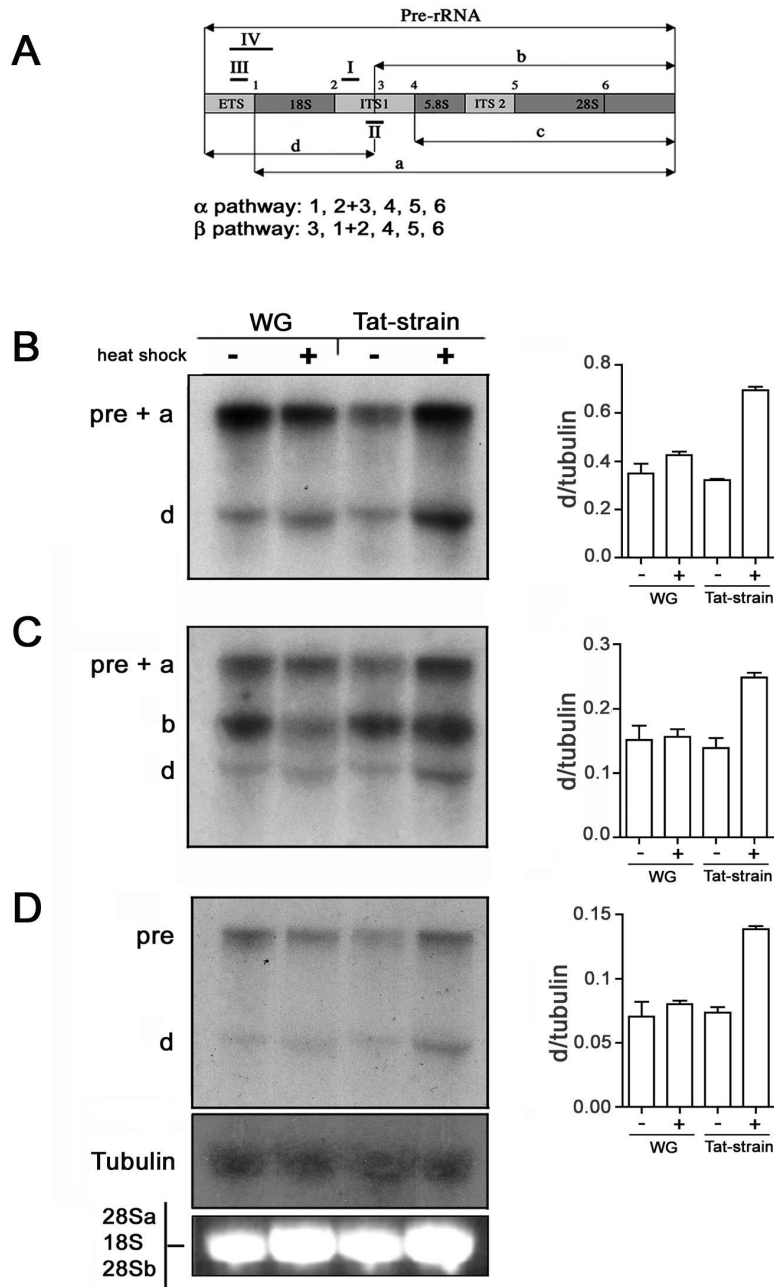 A
Pre-rRNA
IV
b
III
I
1
2
3
4
5
6
ETS
18S
ITS1
5.8S
ITS 2
28S
II
d
c
a
α pathway: 1, 2+3, 4, 5, 6
β pathway: 3, 1+2, 4, 5, 6
B
WG Tat-strain
heat shock - + - +
pre + a
d
d/tubulin
0.8
0.6
0.4
0.2
0.0
- + - +
WG Tat-strain
C
pre + a
b
d
d/tubulin
0.3
0.2
0.1
0.0
- + - +
WG Tat-strain
D
pre
d
d/tubulin
0.15
0.10
0.05
0.00
- + - +
WG Tat-strain
Tubulin
28Sa
18S
28Sb